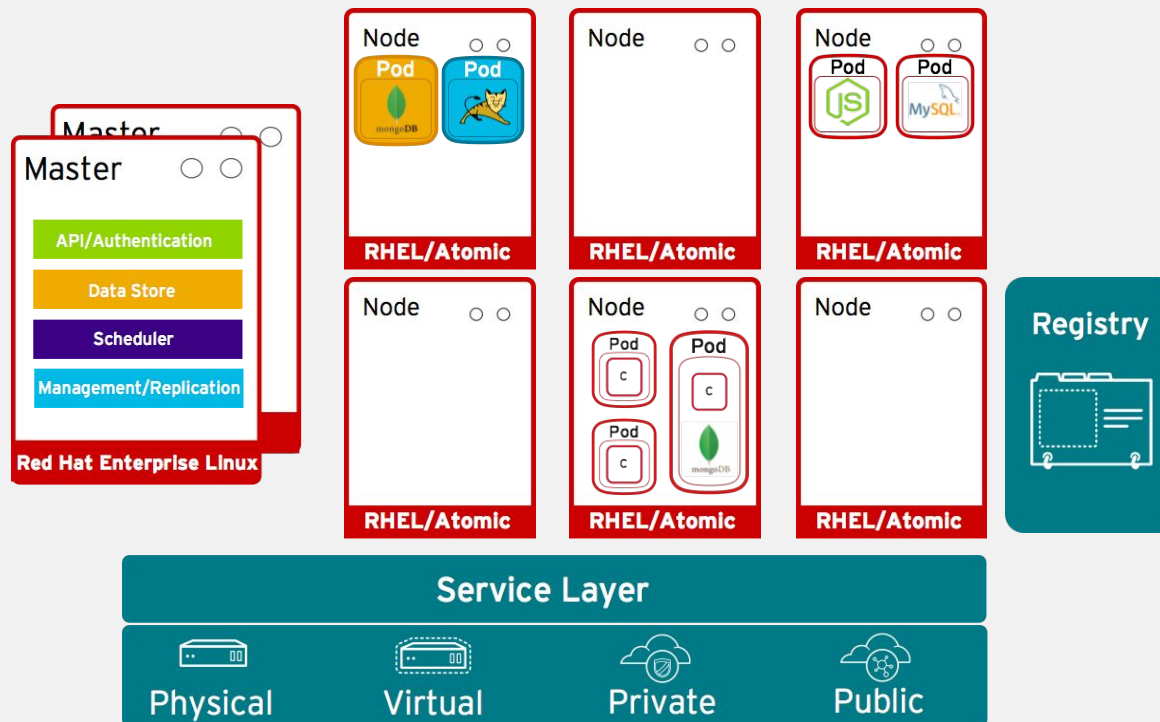 Master
Master
API/Authentication
Data Store
Scheduler
Management/Replication
Red Hat Enterprise Linux
Node
Pod
Pod
mongoDB
RHEL/Atomic
Node
RHEL/Atomic
Node
Pod
Pod
JS
MySQL
RHEL/Atomic
Node
RHEL/Atomic
Node
Pod
c
Pod
c
Pod
c
mongoDB
RHEL/Atomic
Node
RHEL/Atomic
Registry
Service Layer
Physical
Virtual
Private
Public